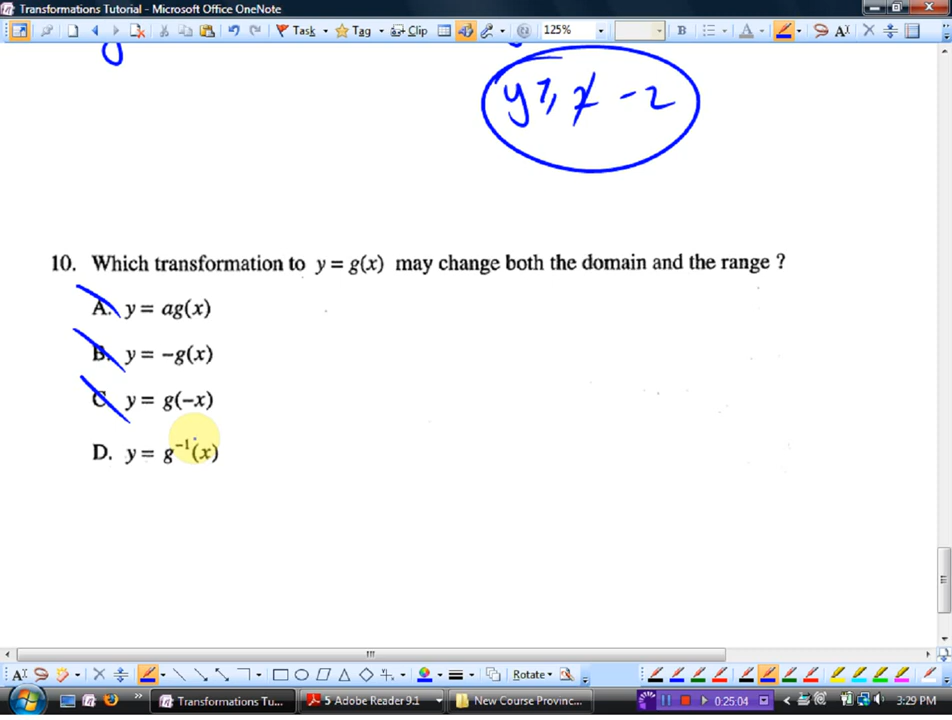 Transformations Tutorial - Microsoft Office OneNote
Task Tag Clip 125% B A
y ≥ x - 2
10. Which transformation to y = g(x) may change both the domain and the range ?
A. y = ag(x)
B. y = -g(x)
C. y = g(-x)
D. y = g⁻¹(x)
Rotate
Transformations Tu... 5 Adobe Reader 9.1 New Course Provinc... 0:25:04 3:29 PM